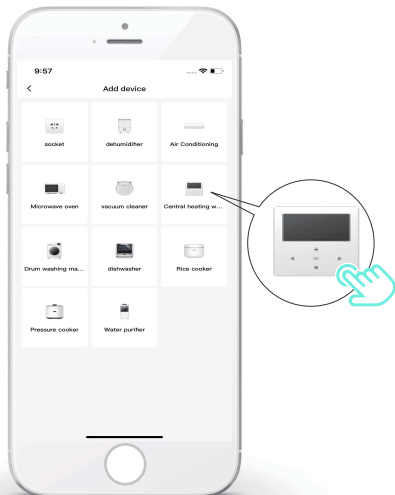 9:57
Add device
socket
dehumidifier
Air Conditioning
Microwave oven
vacuum cleaner
Central heating w...
Drum washing ma...
dishwasher
Rice cooker
Pressure cooker
Water purifier